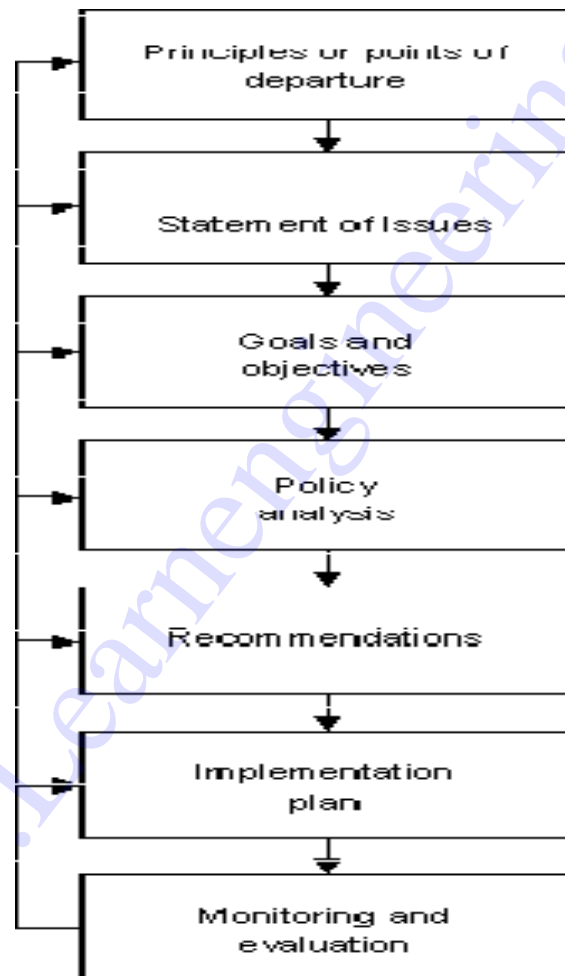 Principles or points of
departure
Statement of Issues
Goals and
objectives
Policy
analysis
Recommendations
Implementation
plan
Monitoring and
evaluation
.Learnengineering